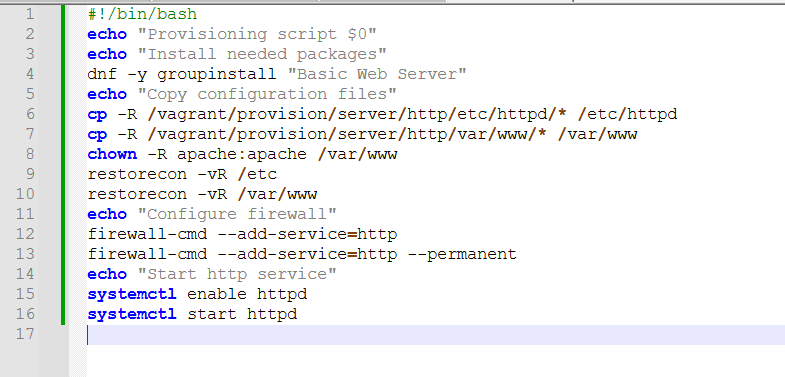 1 #!/bin/bash
2 echo "Provisioning script $0"
3 echo "Install needed packages"
4 dnf -y groupinstall "Basic Web Server"
5 echo "Copy configuration files"
6 cp -R /vagrant/provision/server/http/etc/httpd/* /etc/httpd
7 cp -R /vagrant/provision/server/http/var/www/* /var/www
8 chown -R apache:apache /var/www
9 restorecon -vR /etc
10 restorecon -vR /var/www
11 echo "Configure firewall"
12 firewall-cmd --add-service=http
13 firewall-cmd --add-service=http --permanent
14 echo "Start http service"
15 systemctl enable httpd
16 systemctl start httpd
17